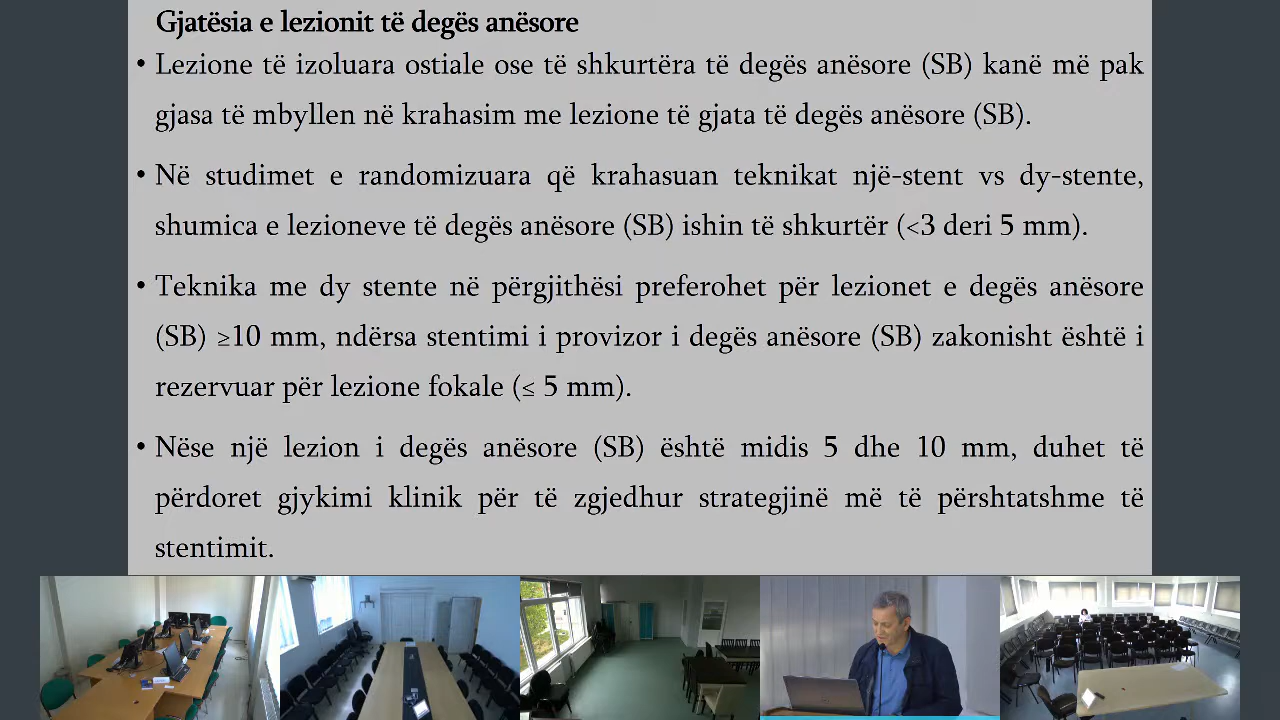 Gjatësia e lezionit të degës anësore
• Lezione të izoluara ostiale ose të shkurtëra të degës anësore (SB) kanë më pak
gjasa të mbyllen në krahasim me lezione të gjata të degës anësore (SB).
• Në studimet e randomizuara që krahasuan teknikat një-stent vs dy-stente,
shumica e lezioneve të degës anësore (SB) ishin të shkurtër (<3 deri 5 mm).
• Teknika me dy stente në përgjithësi preferohet për lezionet e degës anësore
(SB) ≥10 mm, ndërsa stentimi i provizor i degës anësore (SB) zakonisht është i
rezervuar për lezione fokale (≤ 5 mm).
• Nëse një lezion i degës anësore (SB) është midis 5 dhe 10 mm, duhet të
përdoret gjykimi klinik për të zgjedhur strategjinë më të përshtatshme të
stentimit.